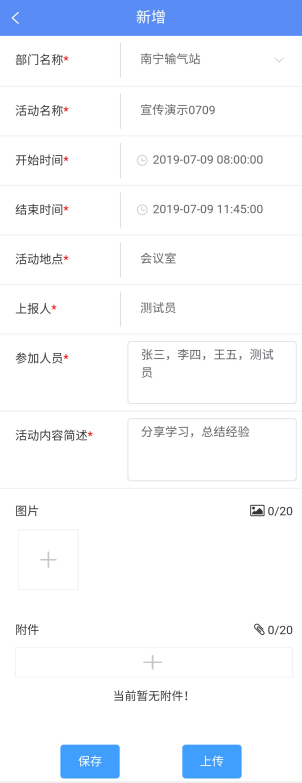 新增
部门名称* 南宁输气站
活动名称* 宣传演示0709
开始时间* 2019-07-09 08:00:00
结束时间* 2019-07-09 11:45:00
活动地点* 会议室
上报人* 测试员
参加人员* 张三，李四，王五，测试
员
活动内容简述* 分享学习，总结经验
图片 0/20
附件 0/20
当前暂无附件!
保存 上传